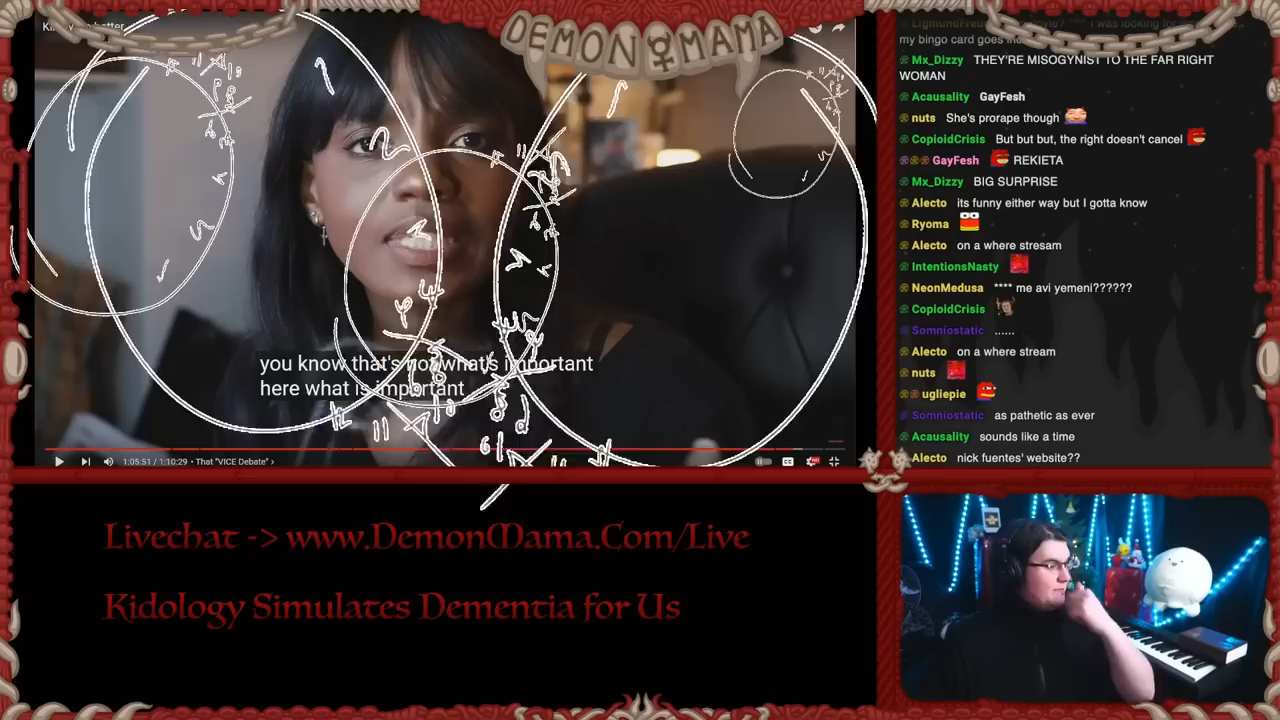 DEMON MAMA
you know that's not what's important
here what is important
1:05:51 / 1:10:29 • That "VICE Debate" ›
my bingo card goes
Mx_Dizzy THEY'RE MISOGYNIST TO THE FAR RIGHT
WOMAN
Acausality GayFesh
nuts She's prorape though
CopioidCrisis But but but, the right doesn't cancel
GayFesh REKIETA
Mx_Dizzy BIG SURPRISE
Alecto its funny either way but I gotta know
Ryoma
Alecto on a where stresam
IntentionsNasty
NeonMedusa **** me avi yemeni??????
CopioidCrisis
Somniostatic ......
Alecto on a where stream
nuts
ugliepie
Somniostatic as pathetic as ever
Acausality sounds like a time
Alecto nick fuentes' website??
Livechat -> www.DemonMama.Com/Live
Kidology Simulates Dementia for Us